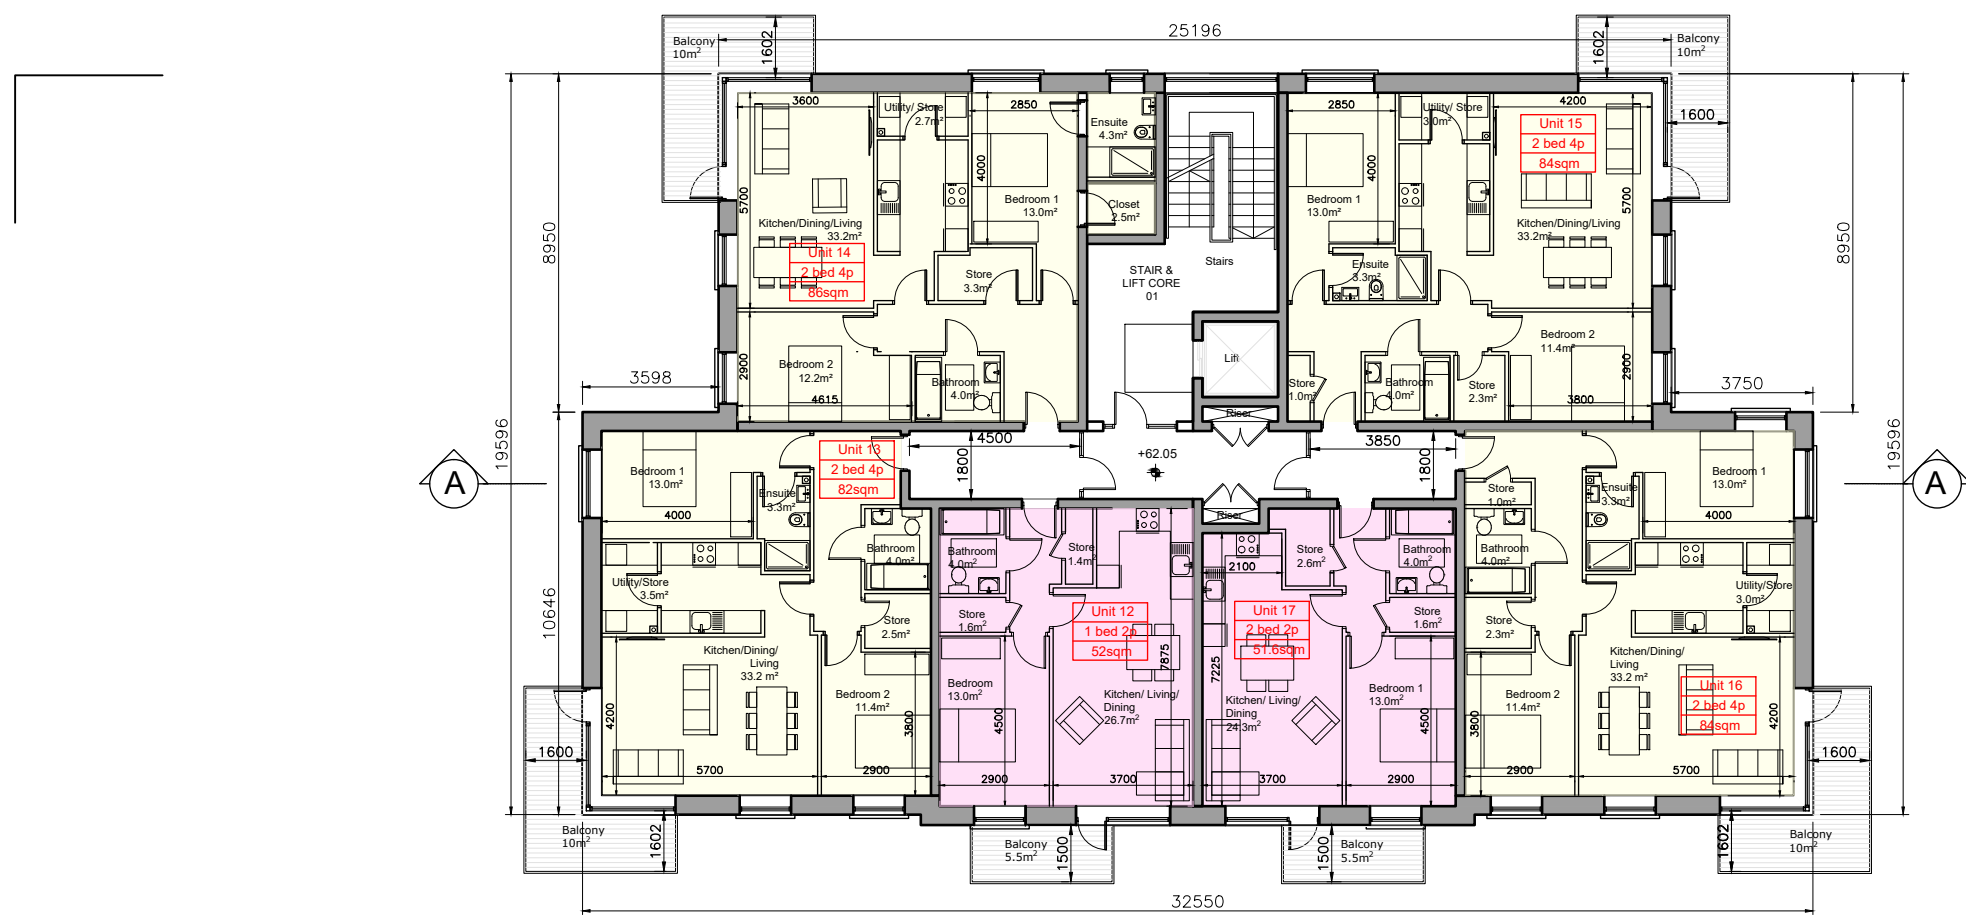 25196
Balcony
10m²
1602
1602
Balcony
10m²
3600
Utility/ Store
2.7m²
2850
Ensuite
4.3m²
2850
Utility/ Store
3.0m²
4200
Unit 15
2 bed 4p
84sqm
1600
4000
4000
5700
Bedroom 1
13.0m²
Closet
2.5m²
Bedroom 1
13.0m²
5700
Kitchen/Dining/Living
33.2m²
Kitchen/Dining/Living
33.2m²
8950
8950
Unit 14
2 bed 4p
86sqm
Store
3.3m²
STAIR &
LIFT CORE
01
Stairs
Ensuite
3.3m²
Bedroom 2
12.2m²
2900
4615
Bathroom
4.0m²
Lift
Store
1.0m²
Bathroom
4.0m²
Store
2.3m²
Bedroom 2
11.4m²
2900
3800
3598
3750
Riser
19596
19596
4500
3850
1800
1800
+62.05
A
A
Unit 13
2 bed 4p
82sqm
Bedroom 1
13.0m²
Ensuite
3.3m²
4000
Store
1.0m²
Ensuite
3.3m²
Bedroom 1
13.0m²
4000
Riser
Bathroom
4.0m²
Bathroom
4.0m²
Store
1.4m²
Store
2.6m²
Bathroom
4.0m²
Bathroom
4.0m²
2100
Utility/Store
3.5m²
Utility/Store
3.0m²
10646
Store
2.5m²
Store
1.6m²
Unit 12
1 bed 2p
52sqm
Unit 17
2 bed 2p
51.6sqm
Store
1.6m²
Store
2.3m²
7875
7225
Kitchen/Dining/
Living
33.2 m²
Kitchen/Dining/
Living
33.2 m²
Bedroom 2
11.4m²
Bedroom
13.0m²
Kitchen/ Living/
Dining
26.7m²
Kitchen/ Living/
Dining
24.3m²
Bedroom 1
13.0m²
Bedroom 2
11.4m²
Unit 16
2 bed 4p
84sqm
4200
3800
4500
4500
3800
4200
1600
5700
2900
2900
3700
3700
2900
2900
5700
1600
Balcony
10m²
1602
Balcony
5.5m²
1500
1500
Balcony
5.5m²
1602
Balcony
10m²
32550